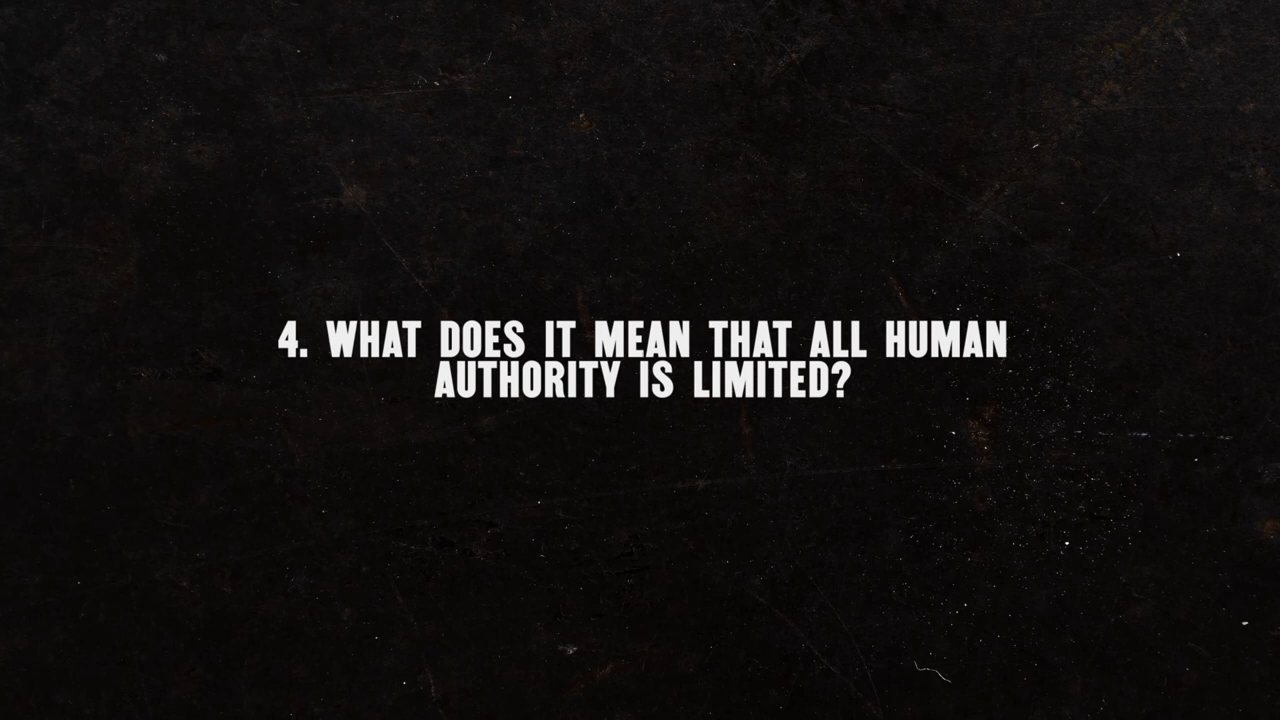 4. WHAT DOES IT MEAN THAT ALL HUMAN
AUTHORITY IS LIMITED?